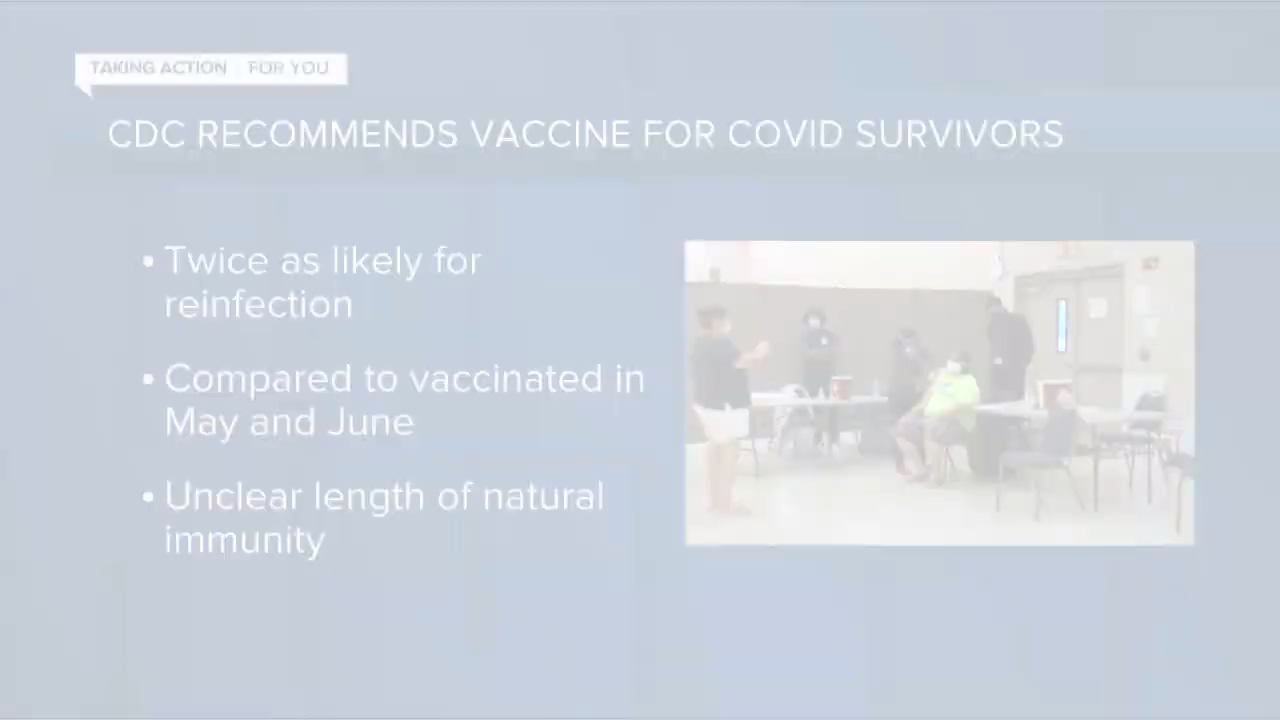 TAKING ACTION FOR YOU
CDC RECOMMENDS VACCINE FOR COVID SURVIVORS
• Twice as likely for
reinfection
• Compared to vaccinated in
May and June
• Unclear length of natural
immunity